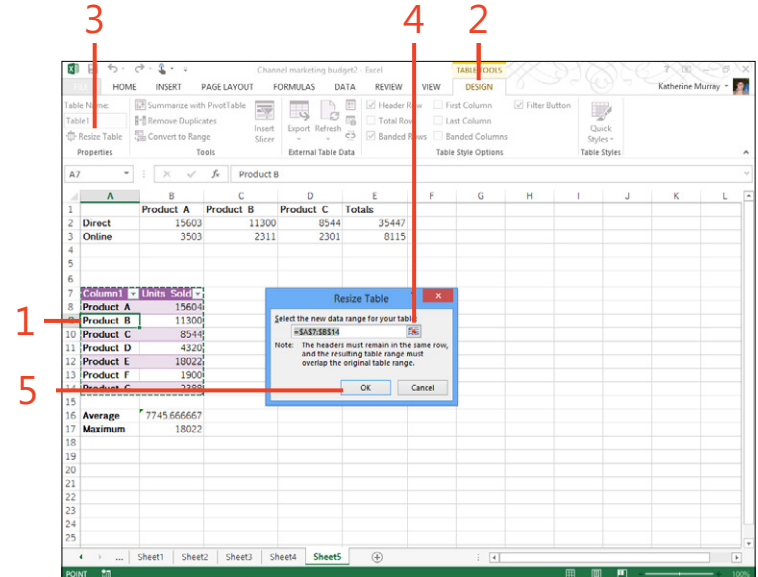 3 4 2
Channel marketing budget2 - Excel TABLE TOOLS ?
HOME INSERT PAGE LAYOUT FORMULAS DATA REVIEW VIEW DESIGN Katherine Murray
Table Name: Summarize with PivotTable Header Row First Column Filter Button
Table1 Remove Duplicates Total Row Last Column
Resize Table Convert to Range Insert Slicer Export Refresh Banded Rows Banded Columns Quick Styles
Properties Tools External Table Data Table Style Options Table Styles
A7 fx Product B
A B C D E F G H I J K L
1 Product A Product B Product C Totals
2 Direct 15603 11300 8544 35447
3 Online 3503 2311 2301 8115
4
5
6
7 Column1 Units Sold
8 Product A 15604
9 Product B 11300
10 Product C 8544
11 Product D 4320
12 Product E 18022
13 Product F 1900
14 Product G 2388
15
16 Average 7745.666667
17 Maximum 18022
18
19
20
21
22
23
24
25
Resize Table
Select the new data range for your table:
=$A$7:$B$14
Note: The headers must remain in the same row,
and the resulting table range must
overlap the original table range.
OK Cancel
1
5
... Sheet1 Sheet2 Sheet3 Sheet4 Sheet5
POINT 100%